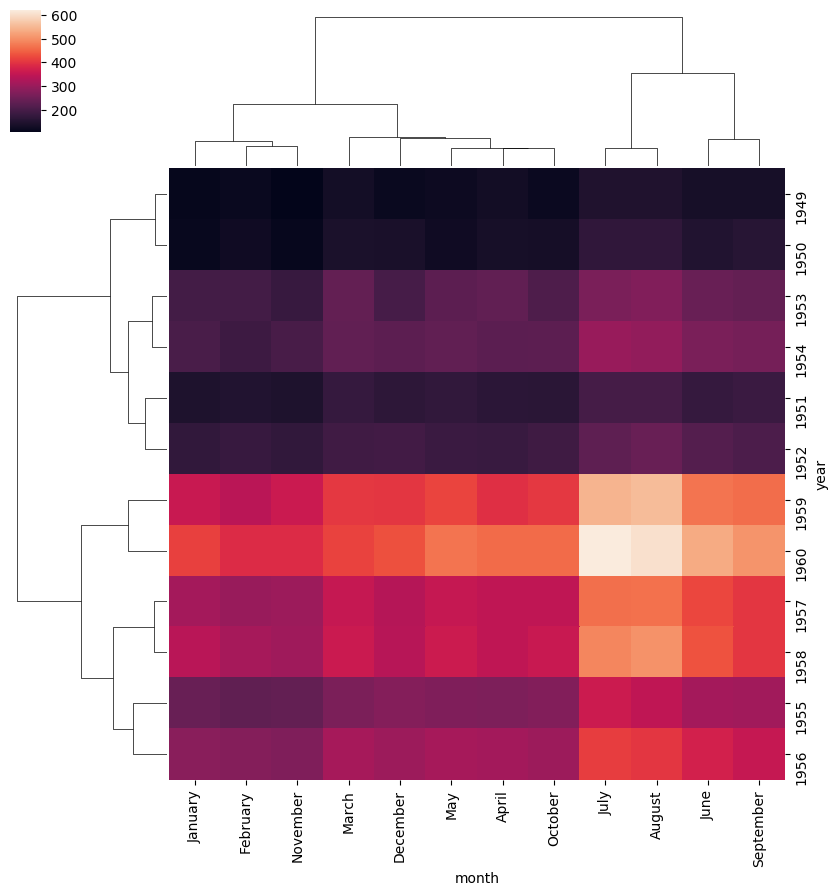 600
500
400
300
200
1949
1950
1953
1954
1951
1952
1959
1960
1957
1958
1955
1956
year
January
February
November
March
December
May
April
October
July
August
June
September
month